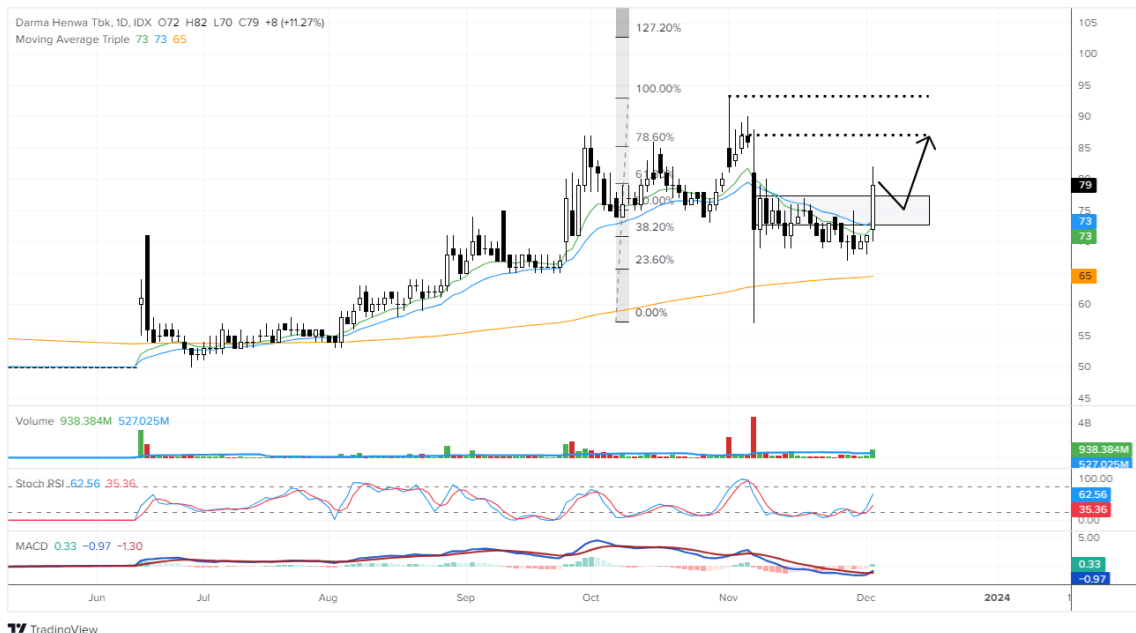 Darma Henwa Tbk, 1D, IDX O72 H82 L70 C79 +8 (+11.27%)
Moving Average Triple 73 73 65
127.20%
100.00%
78.60%
38.20%
23.60%
0.00%
105
100
95
90
85
79
75
73
73
65
60
55
50
45
Volume 938.384M 527.025M
4B
938.384M
527.025M
Stoch RSI 62.56 35.36
100.00
62.56
35.36
0.00
MACD 0.33 −0.97 −1.30
5.00
0.33
−0.97
Jun Jul Aug Sep Oct Nov Dec 2024
TradingView